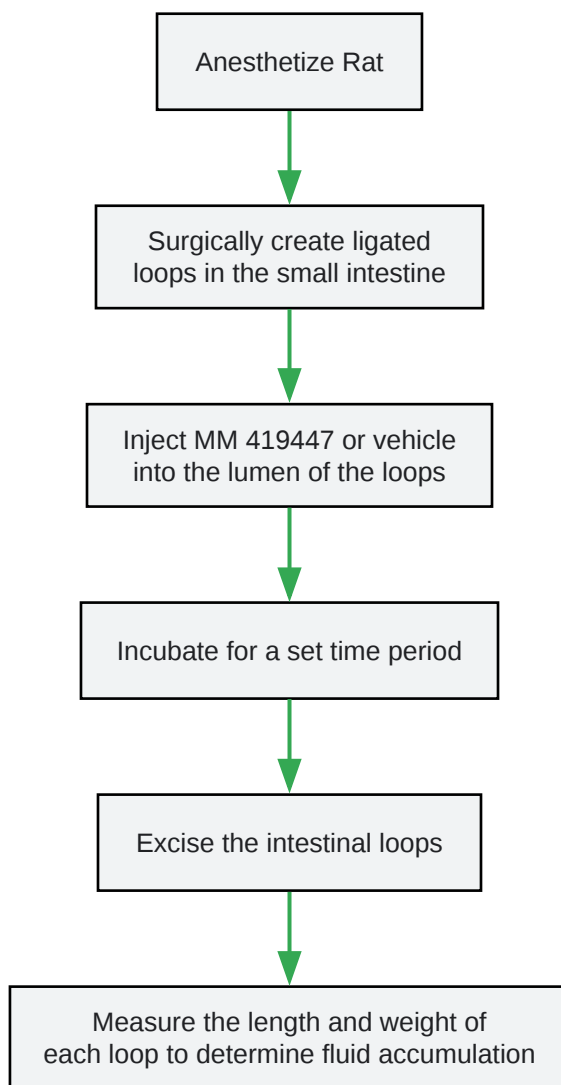 Anesthetize Rat
Surgically create ligated
loops in the small intestine
Inject MM 419447 or vehicle
into the lumen of the loops
Incubate for a set time period
Excise the intestinal loops
Measure the length and weight of
each loop to determine fluid accumulation